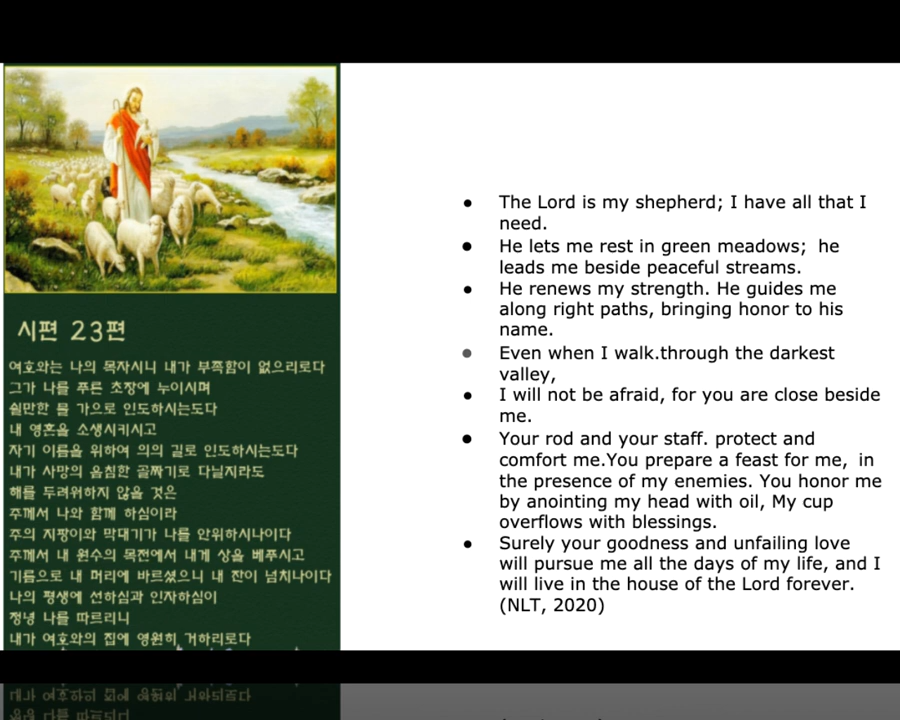 시편 23편
여호와는 나의 목자시니 내가 부족함이 없으리로다
그가 나를 푸른 초장에 누이시며
쉴만한 물 가으로 인도하시는도다
내 영혼을 소생시키시고
자기 이름을 위하여 의의 길로 인도하시는도다
내가 사망의 음침한 골짜기로 다닐지라도
해를 두려워하지 않을 것은
주께서 나와 함께 하심이라
주의 지팡이와 막대기가 나를 안위하시나이다
주께서 내 원수의 목전에서 내게 상을 베푸시고
기름으로 내 머리에 바르셨으니 내 잔이 넘치나이다
나의 평생에 선하심과 인자하심이
정녕 나를 따르리니
내가 여호와의 집에 영원히 거하리로다
● The Lord is my shepherd; I have all that I
need.
● He lets me rest in green meadows;  he
leads me beside peaceful streams.
● He renews my strength. He guides me
along right paths, bringing honor to his
name.
● Even when I walk.through the darkest
valley,
● I will not be afraid, for you are close beside
me.
● Your rod and your staff. protect and
comfort me.You prepare a feast for me,  in
the presence of my enemies. You honor me
by anointing my head with oil, My cup
overflows with blessings.
● Surely your goodness and unfailing love
will pursue me all the days of my life, and I
will live in the house of the Lord forever.
(NLT, 2020)